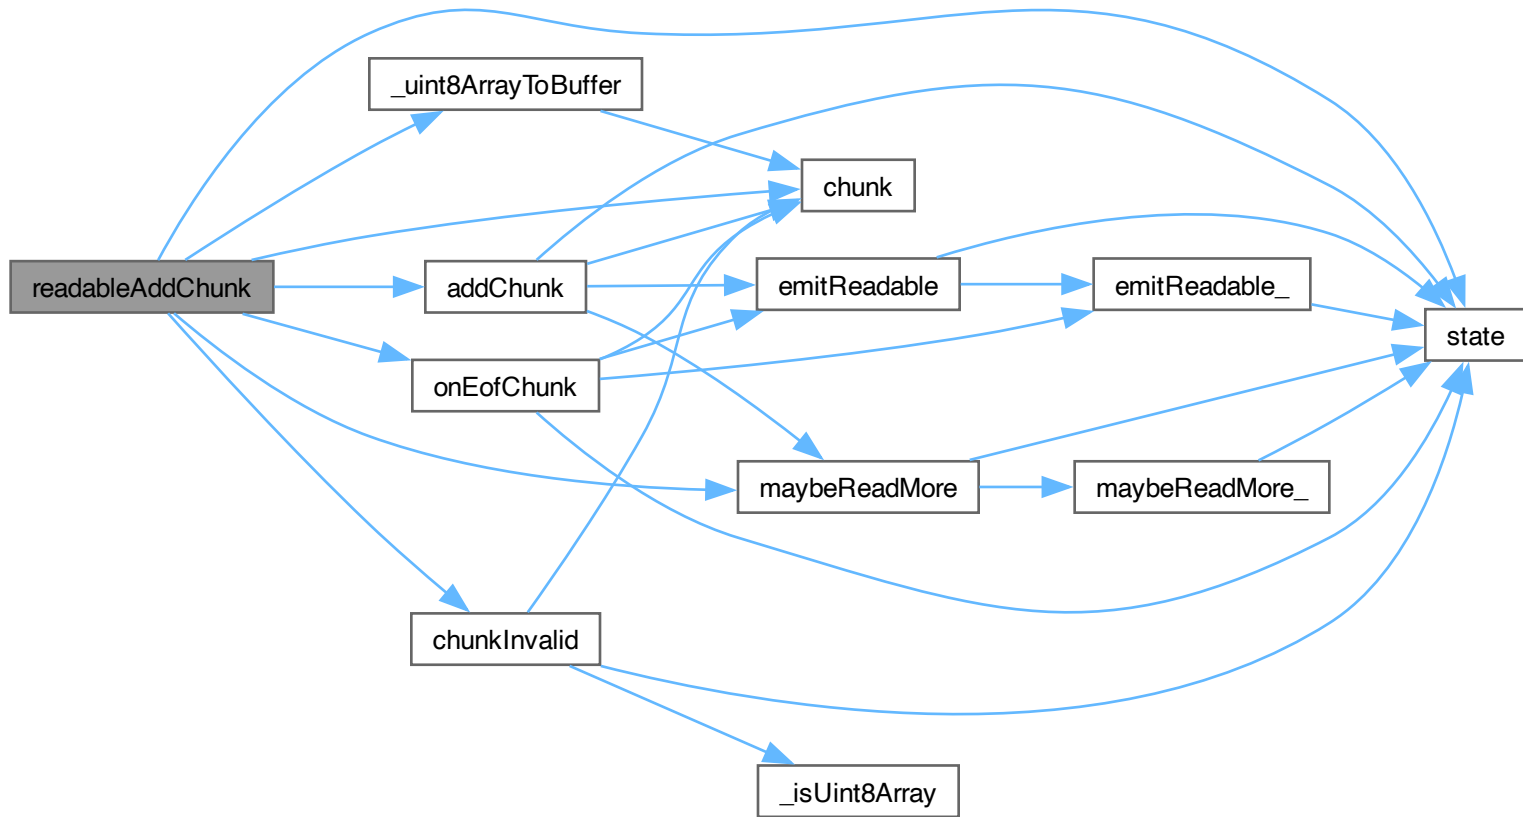 _uint8ArrayToBuffer
chunk
readableAddChunk
addChunk
emitReadable
emitReadable_
state
onEofChunk
maybeReadMore
maybeReadMore_
chunkInvalid
_isUint8Array